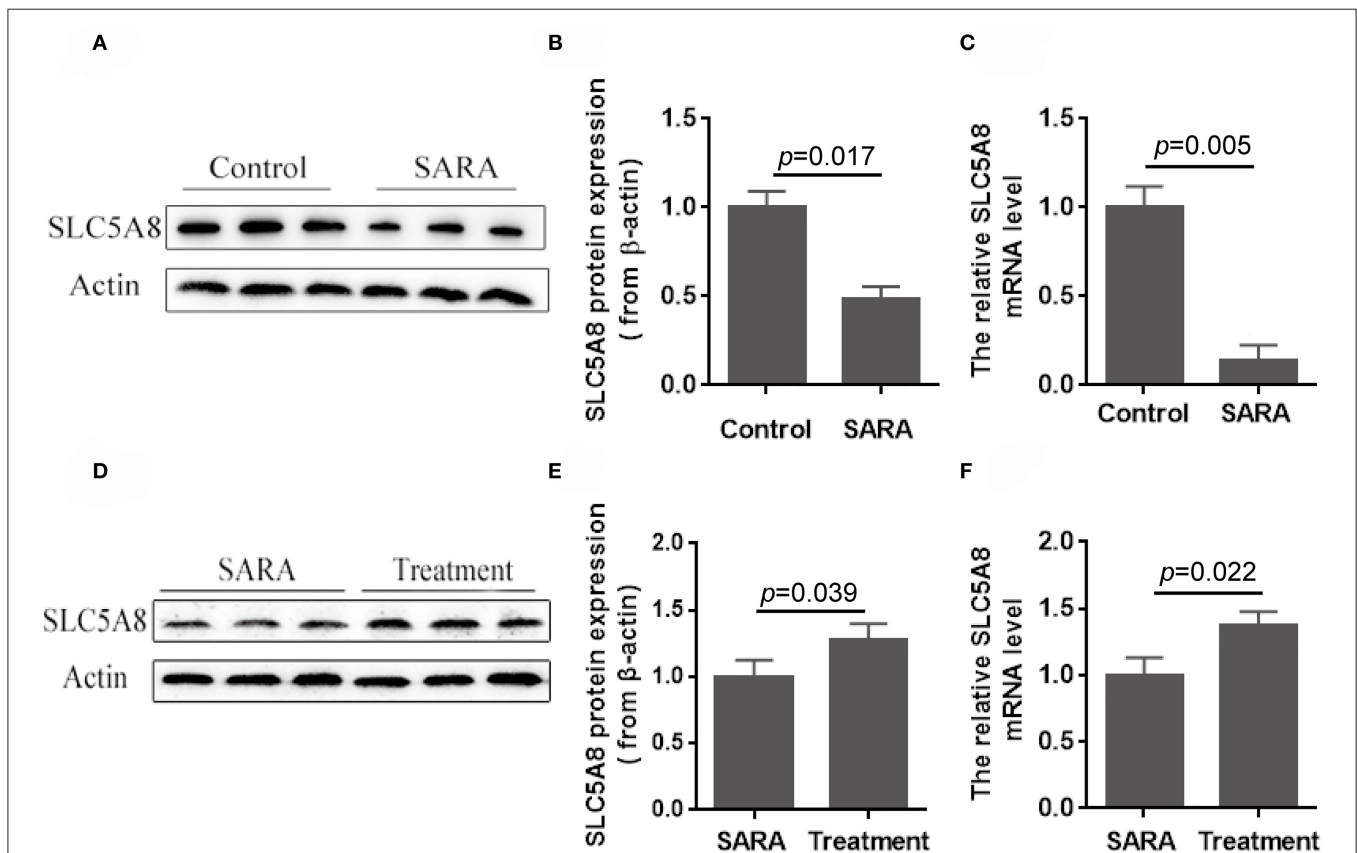 A
Control
SARA
SLC5A8
Actin
B
SLC5A8 protein expression
( from β-actin)
1.5
1.0
0.5
0.0
p=0.017
Control
SARA
C
The relative SLC5A8
mRNA level
1.5
1.0
0.5
0.0
p=0.005
Control
SARA
D
SARA
Treatment
SLC5A8
Actin
E
SLC5A8 protein expression
( from β-actin)
2.0
1.5
1.0
0.5
0.0
p=0.039
SARA
Treatment
F
The relative SLC5A8
mRNA level
2.0
1.5
1.0
0.5
0.0
p=0.022
SARA
Treatment